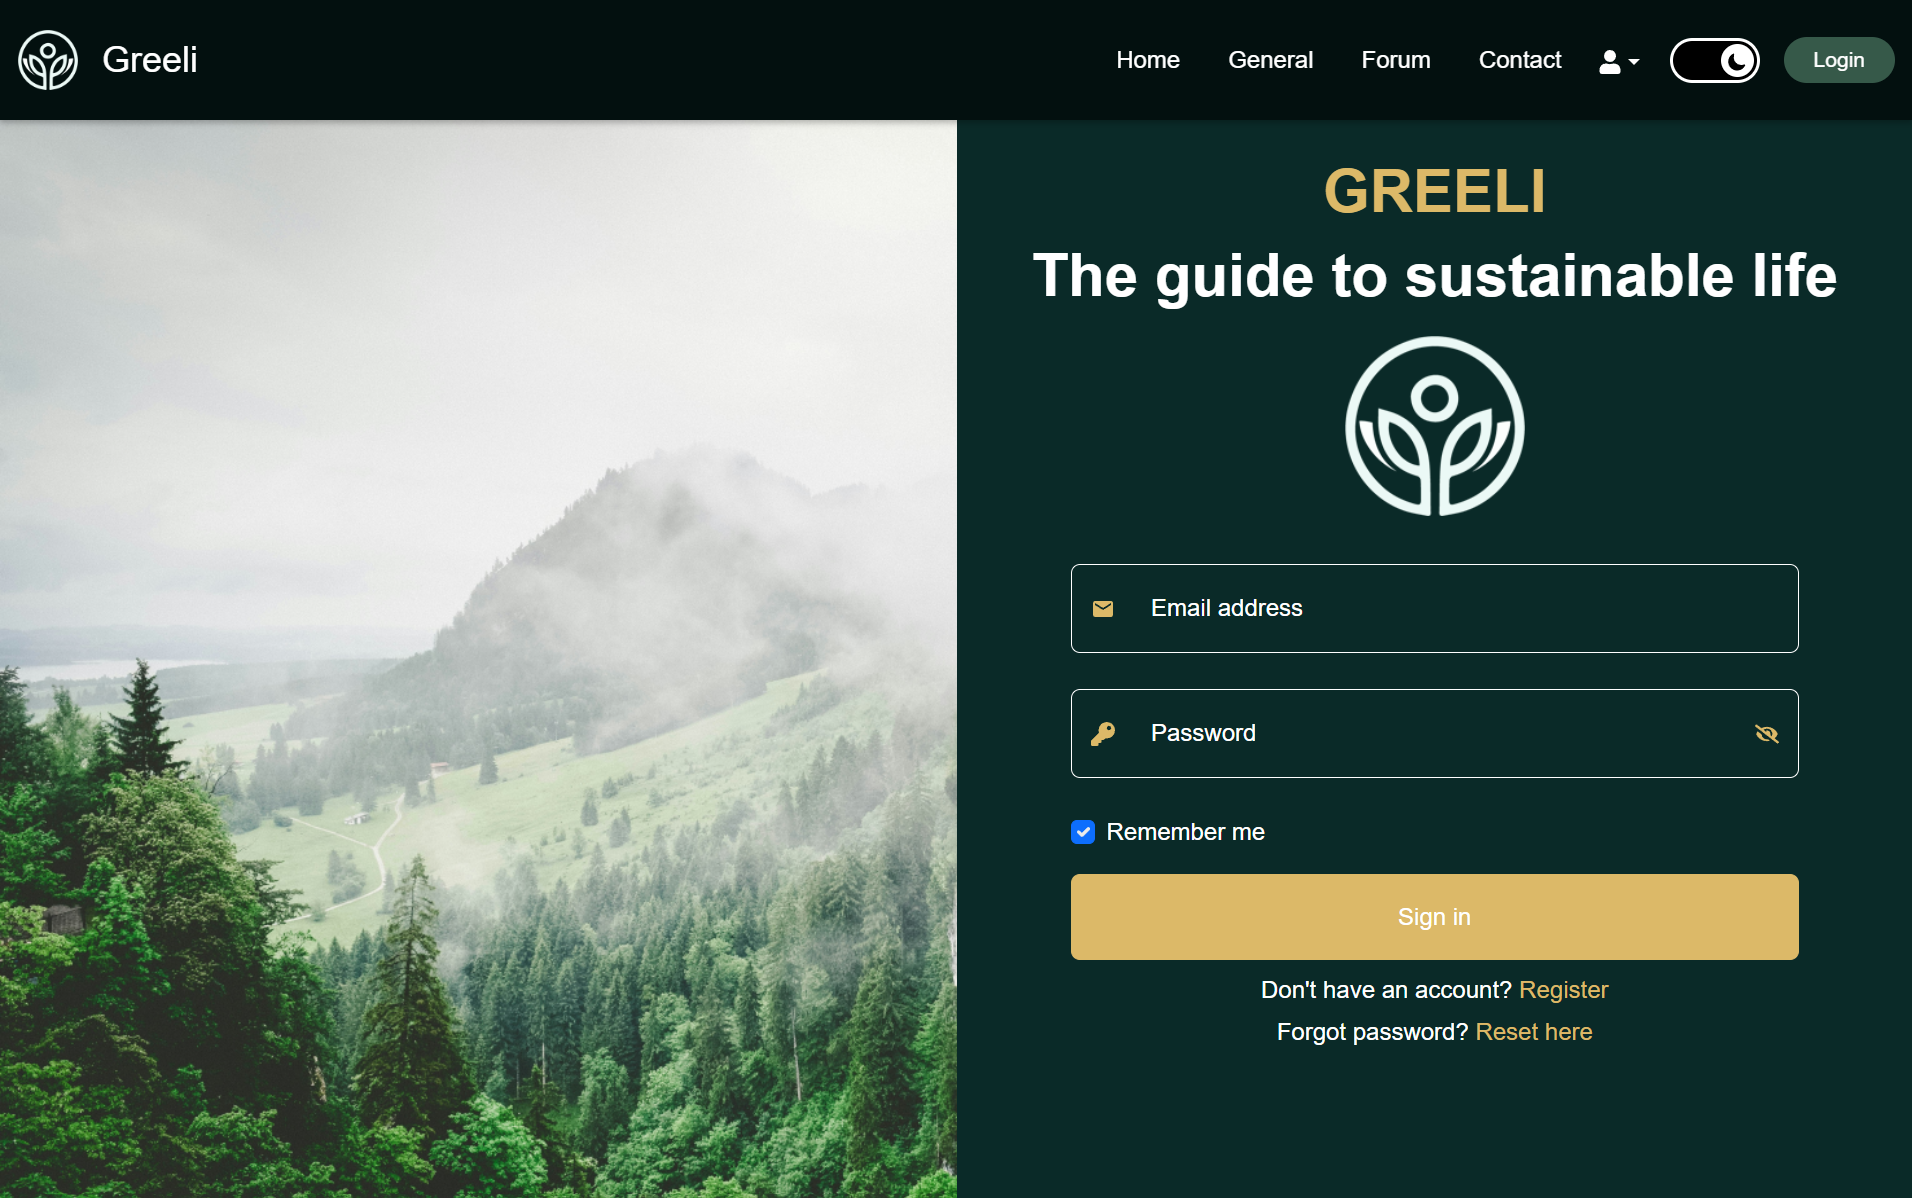 Greeli
Home General Forum Contact Login
GREELI
The guide to sustainable life
Email address
Password
Remember me
Sign in
Don't have an account? Register
Forgot password? Reset here